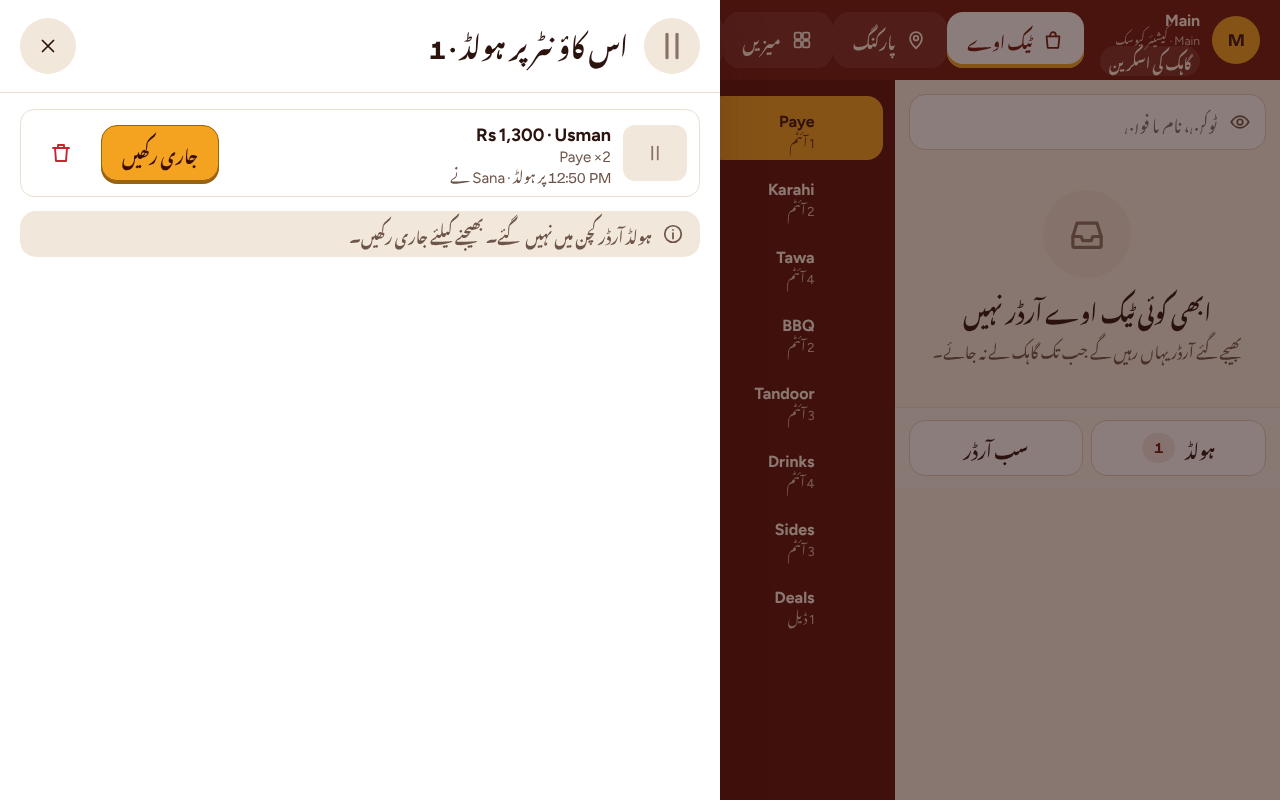 M
Main
Main · کیشیئر کیوسک
گاہک کی اسکرین
ٹیک اوے
پارکنگ
میزیں
ٹوکن، نام یا فون
ابھی کوئی ٹیک اوے آرڈر نہیں
بھیجے گئے آرڈر یہاں رہیں گے جب تک گاہک لے نہ جائے۔
ہولڈ 1
سب آرڈر
Paye
1 آئٹم
Karahi
2 آئٹم
Tawa
4 آئٹم
BBQ
2 آئٹم
Tandoor
3 آئٹم
Drinks
4 آئٹم
Sides
3 آئٹم
Deals
1 ڈیل
اس کاؤنٹر پر ہولڈ · 1
Rs 1,300 · Usman
Paye ×2
12:50 PM پر ہولڈ · Sana نے
جاری رکھیں
ہولڈ آرڈر کچن میں نہیں گئے۔ بھیجنے کیلئے جاری رکھیں۔